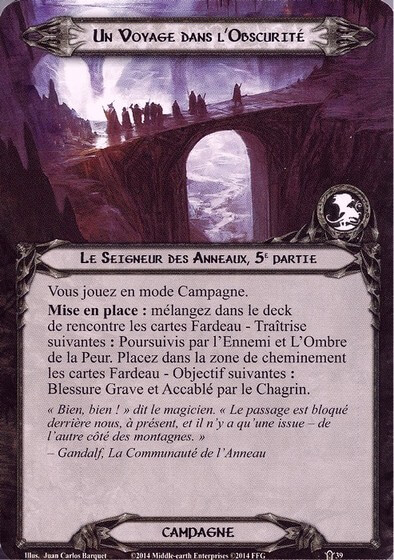 Un Voyage dans l'Obscurité
Le Seigneur des Anneaux, 5e partie
Vous jouez en mode Campagne.
Mise en place : mélangez dans le deck
de rencontre les cartes Fardeau - Traîtrise
suivantes : Poursuivis par l'Ennemi et L'Ombre
de la Peur. Placez dans la zone de cheminement
les cartes Fardeau - Objectif suivantes :
Blessure Grave et Accablé par le Chagrin.
« Bien, bien ! » dit le magicien. « Le passage est bloqué
derrière nous, à présent, et il n'y a qu'une issue – de
l'autre côté des montagnes. »
– Gandalf, La Communauté de l'Anneau
CAMPAGNE
Illus. Juan Carlos Barquet ©2014 Middle-earth Enterprises ©2014 FFG 39